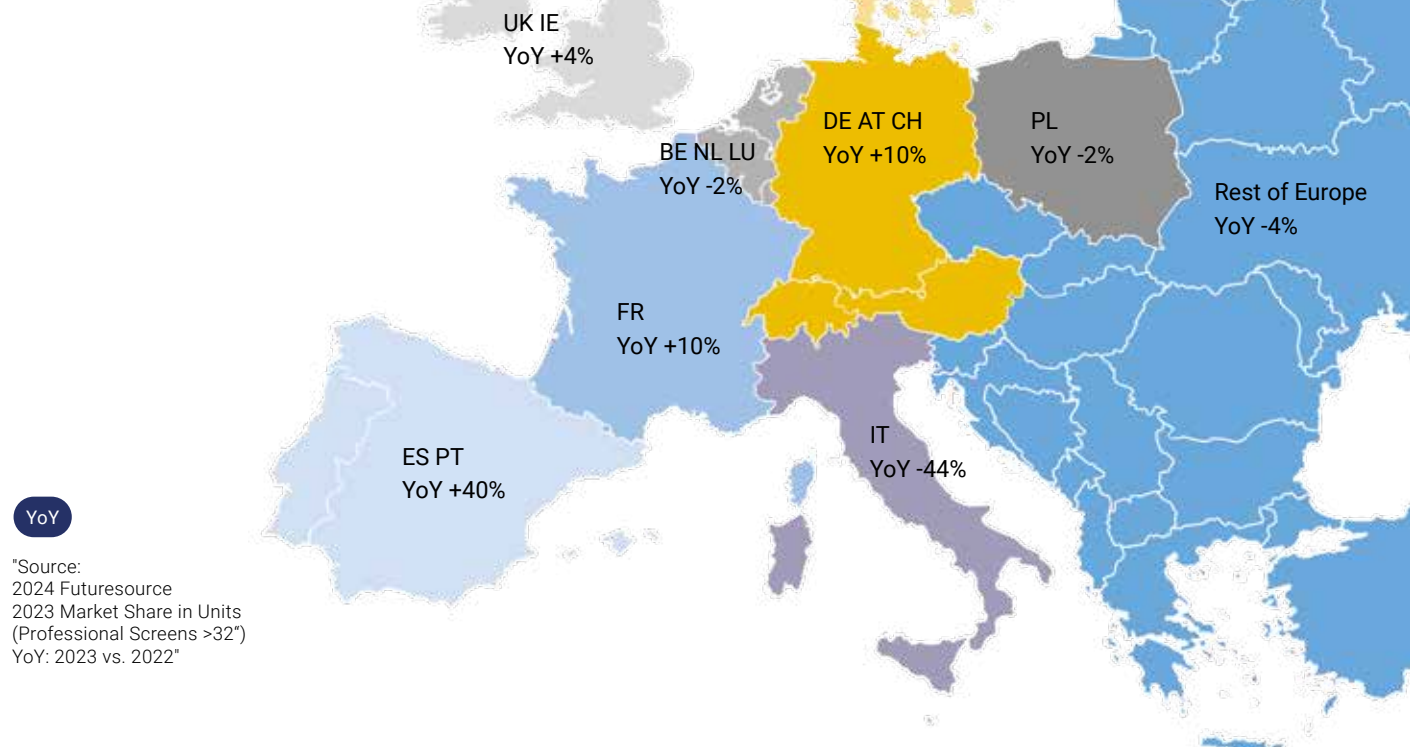 UK IE
YoY +4%
DE AT CH
YoY +10%
PL
YoY -2%
BE NL LU
YoY -2%
Rest of Europe
YoY -4%
FR
YoY +10%
IT
YoY -44%
ES PT
YoY +40%
YoY
"Source:
2024 Futuresource
2023 Market Share in Units
(Professional Screens >32“)
YoY: 2023 vs. 2022"